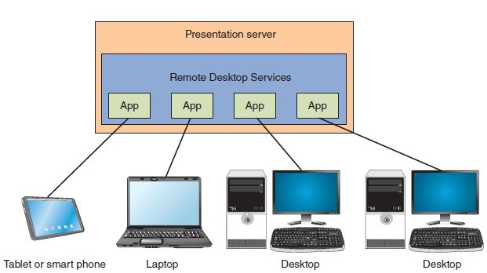 Presentation server
Remote Desktop Services
App App App App
Tablet or smart phone Laptop Desktop Desktop